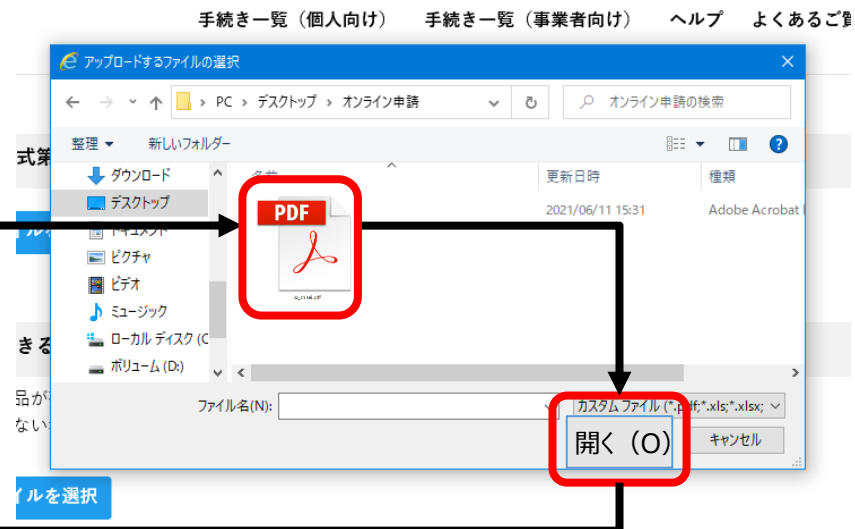 手続き一覧（個人向け） 手続き一覧（事業者向け） ヘルプ よくあるご質
アップロードするファイルの選択
PC › デスクトップ › オンライン申請
オンライン申請の検索
整理 新しいフォルダー
式第
ダウンロード
名前 更新日時 種類
デスクトップ
PDF
2021/06/11 15:31 Adobe Acrobat
ドキュメント
ピクチャ
ビデオ
ミュージック
きる
ローカル ディスク (C
ボリューム (D:)
品が
ない
ファイル名(N):
カスタム ファイル (*.pdf;*.xls;*.xlsx;
開く（O）
キャンセル
イルを選択